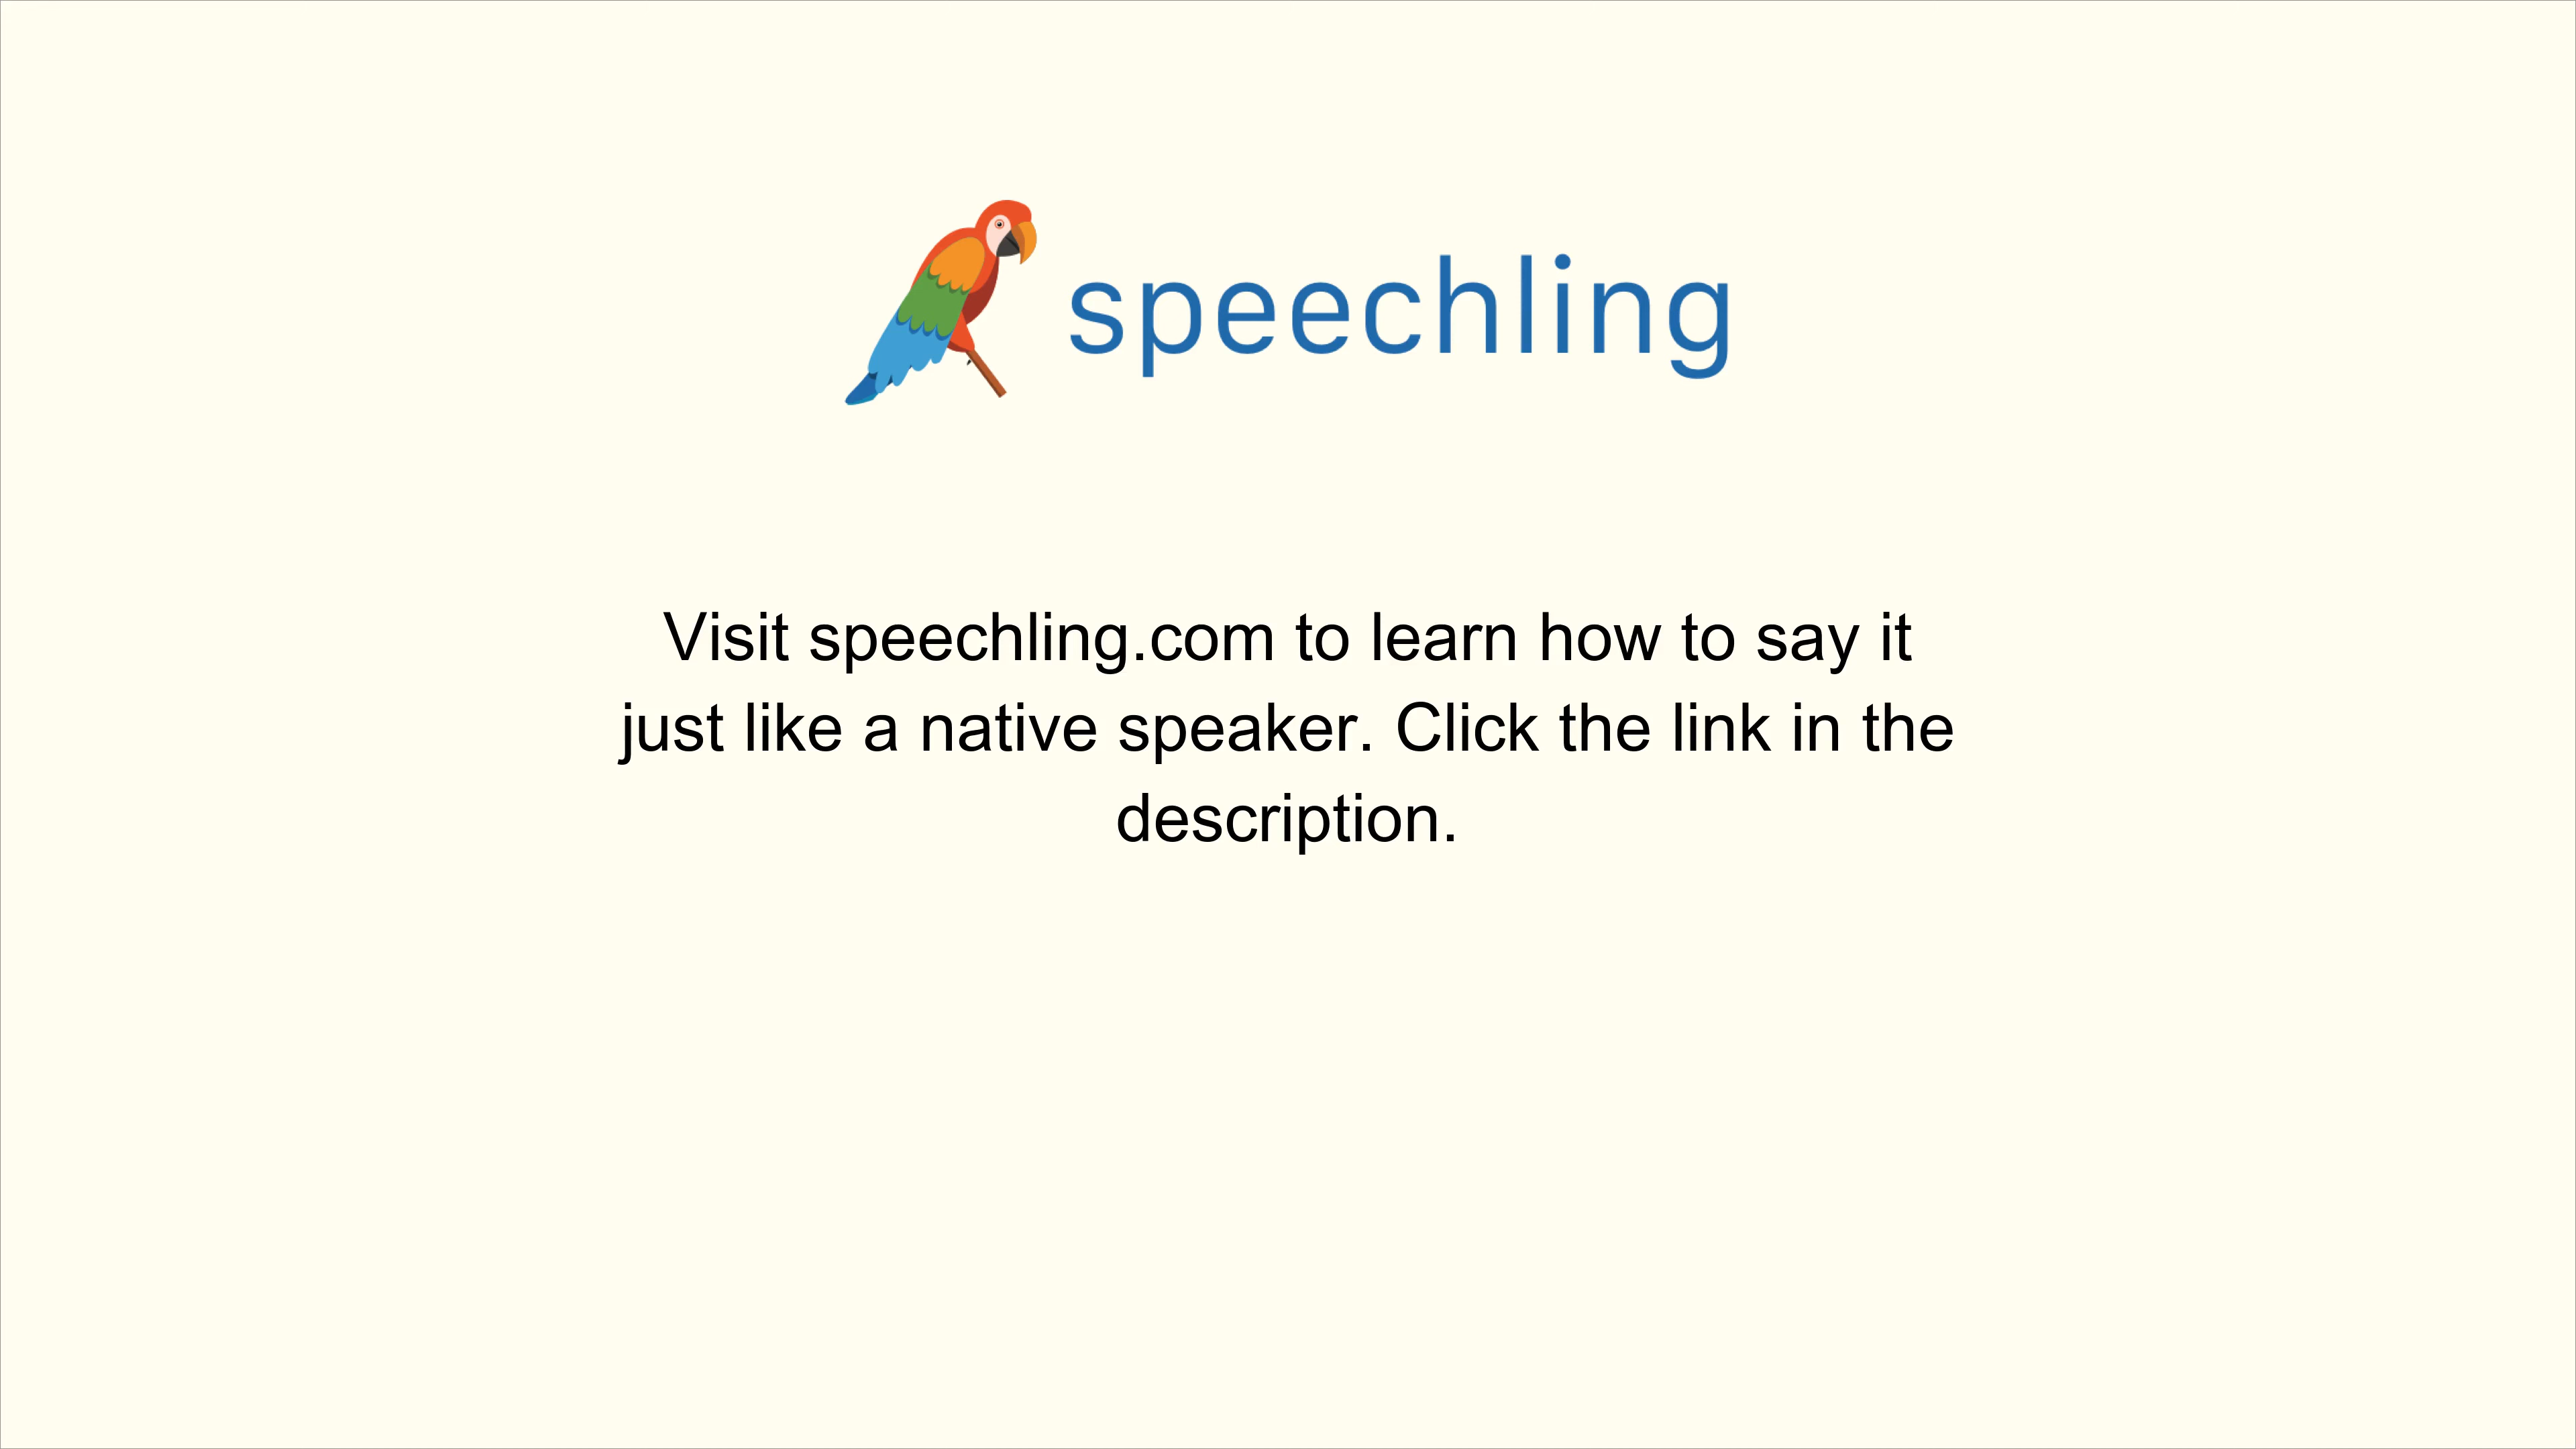 speechling
Visit speechling.com to learn how to say it
just like a native speaker. Click the link in the
description.